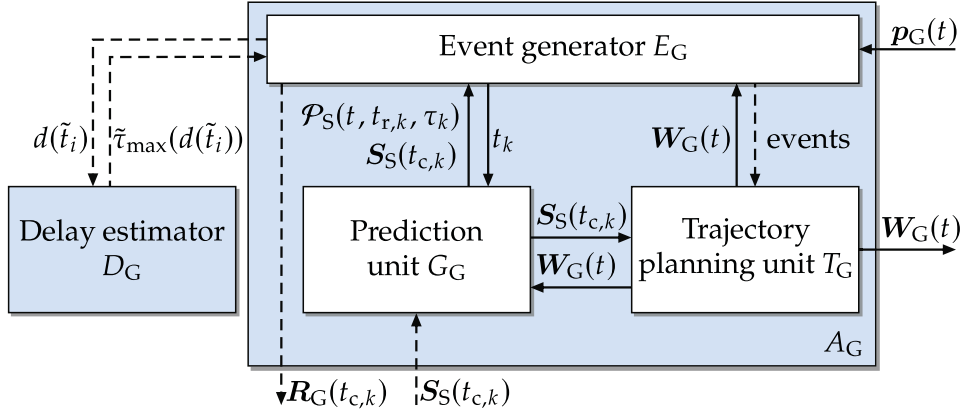 Event generator E_G
p_G(t)
d(t̃_i)
τ̃_max(d(t̃_i))
𝒫_S(t, t_r,k, τ_k)
S_S(t_c,k)
t_k
W_G(t)
events
Delay estimator
D_G
Prediction
unit G_G
S_S(t_c,k)
W_G(t)
Trajectory
planning unit T_G
W_G(t)
A_G
R_G(t_c,k)
S_S(t_c,k)